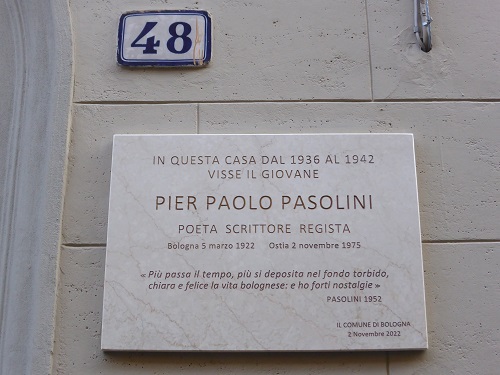 48
IN QUESTA CASA DAL 1936 AL 1942
VISSE IL GIOVANE
PIER PAOLO PASOLINI
POETA SCRITTORE REGISTA
Bologna 5 marzo 1922 Ostia 2 novembre 1975
« Più passa il tempo, più si deposita nel fondo torbido,
chiara e felice la vita bolognese: e ho forti nostalgie »
PASOLINI 1952
IL COMUNE DI BOLOGNA
2 Novembre 2022